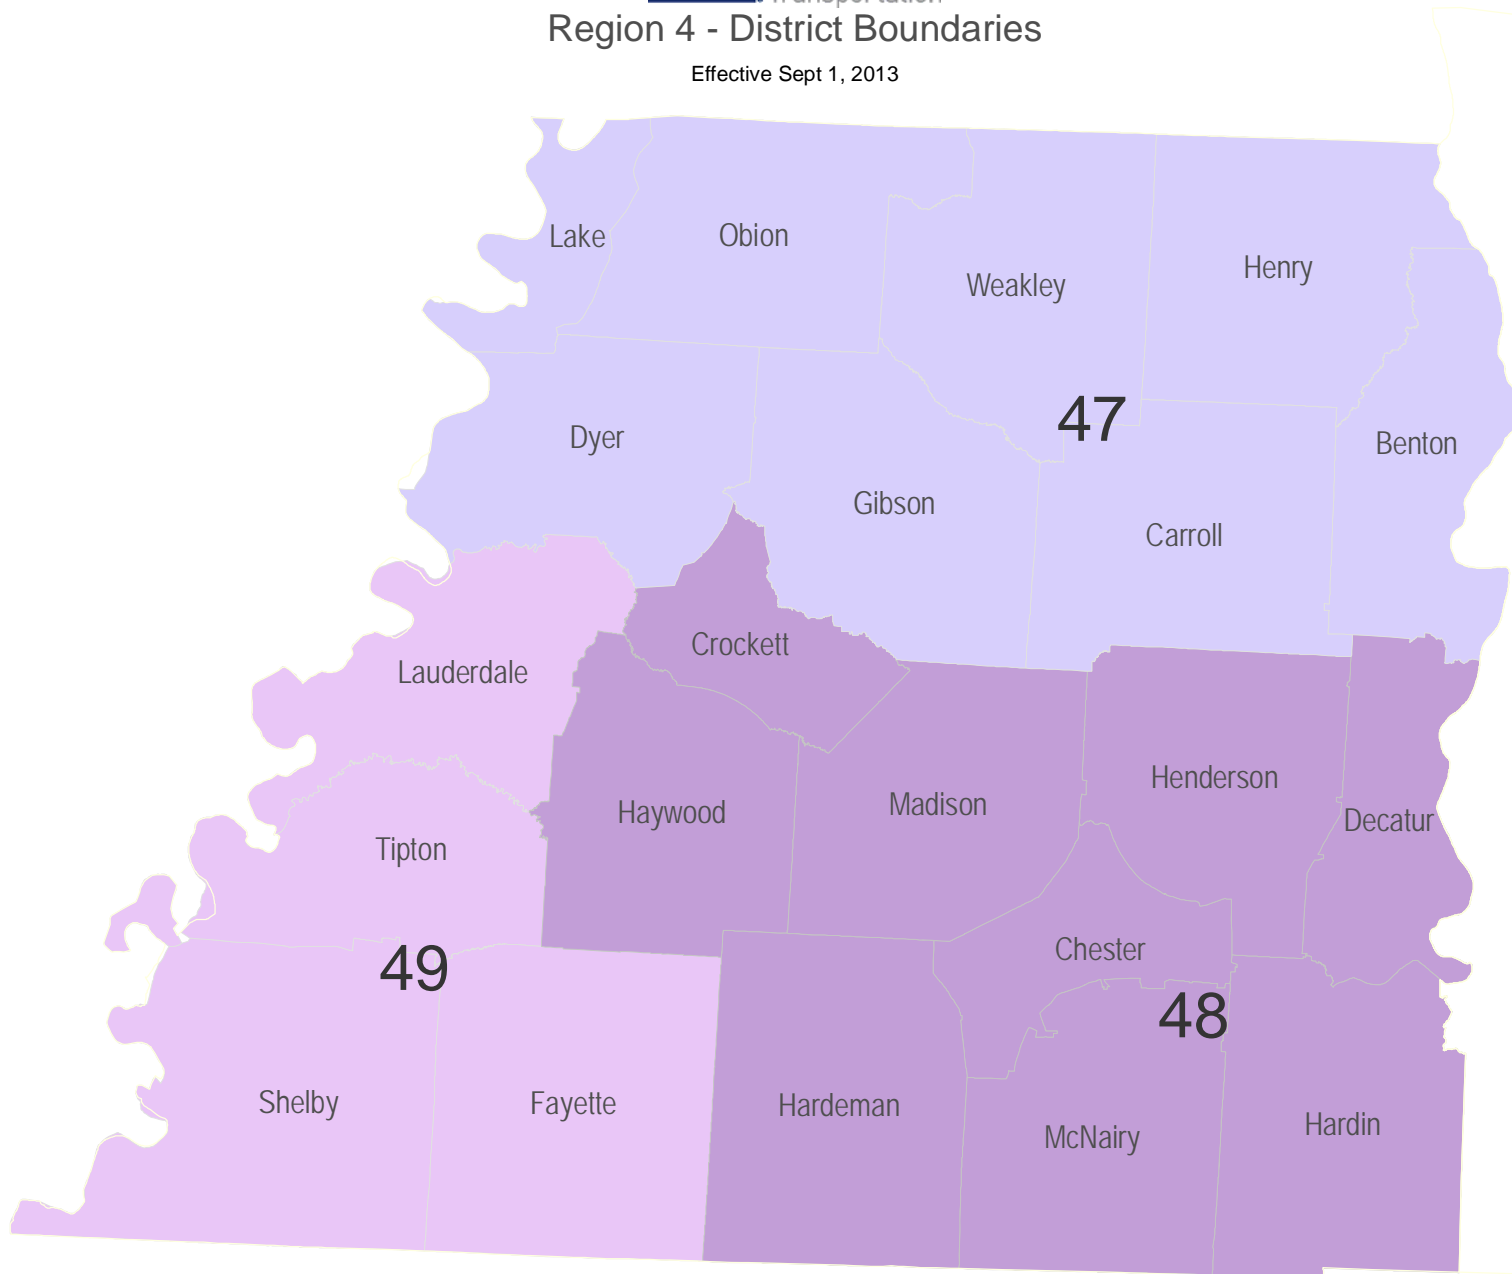 Transportation
Region 4 - District Boundaries
Effective Sept 1, 2013
Lake
Obion
Weakley
Henry
47
Dyer
Benton
Gibson
Carroll
Crockett
Lauderdale
Henderson
Haywood
Madison
Decatur
Tipton
Chester
49
48
Shelby
Fayette
Hardeman
McNairy
Hardin